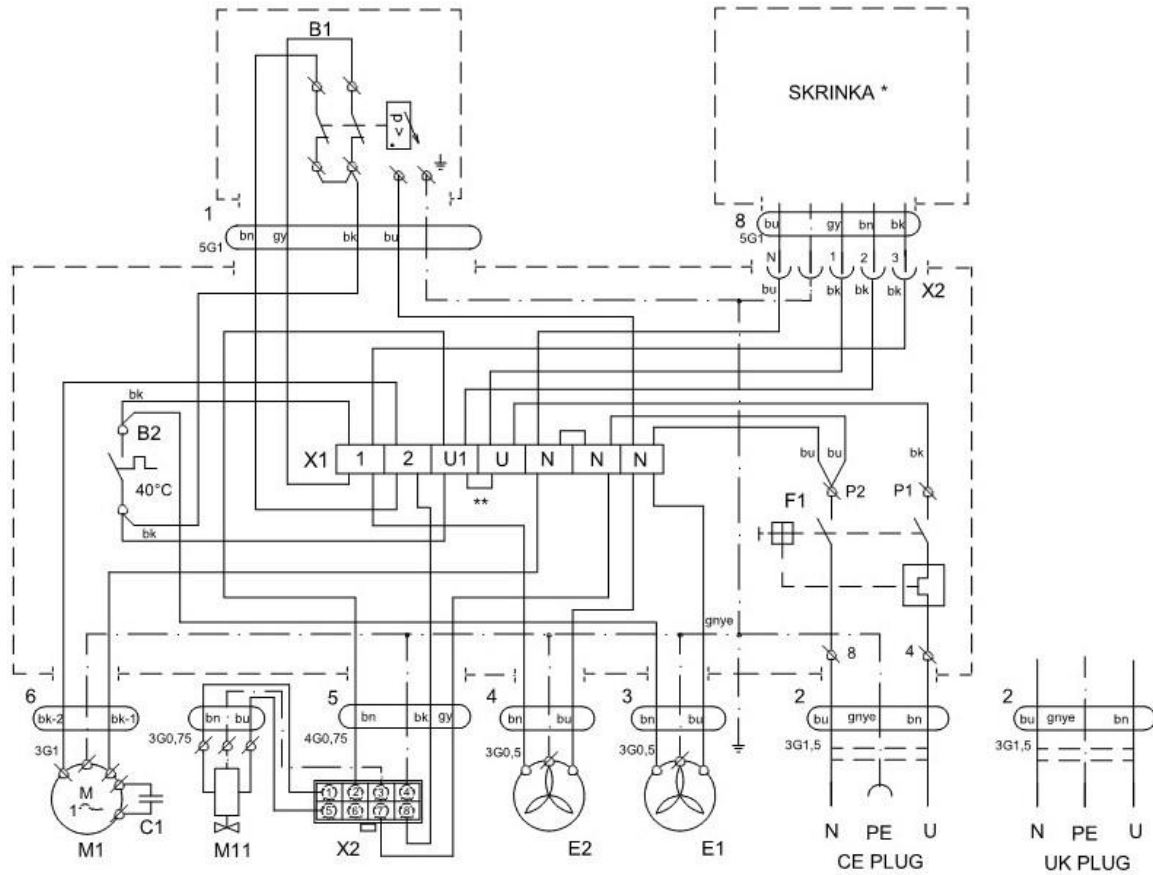 B1
SKRINKA *
p >
1
bn gy bk bu
5G1
8
bu gy bn bk
5G1
N 1 2 3
bu bk bk bk
X2
bk
B2
40°C
bk
X1 1 2 U1 U N N N
**
bu bu bk
F1 P2 P1
gnye
8 4
6
bk-2 bk-1
3G1
bn bu
3G0,75
5
bn bk gy
4G0,75
4
bn bu
3G0,5
3
bn bu
3G0,5
2
bu gnye bn
3G1,5
2
bu gnye bn
3G1,5
M
1~
C1
M1
M11
1 2 3 4
5 6 7 8
X2
E2
E1
N PE U
CE PLUG
N PE U
UK PLUG